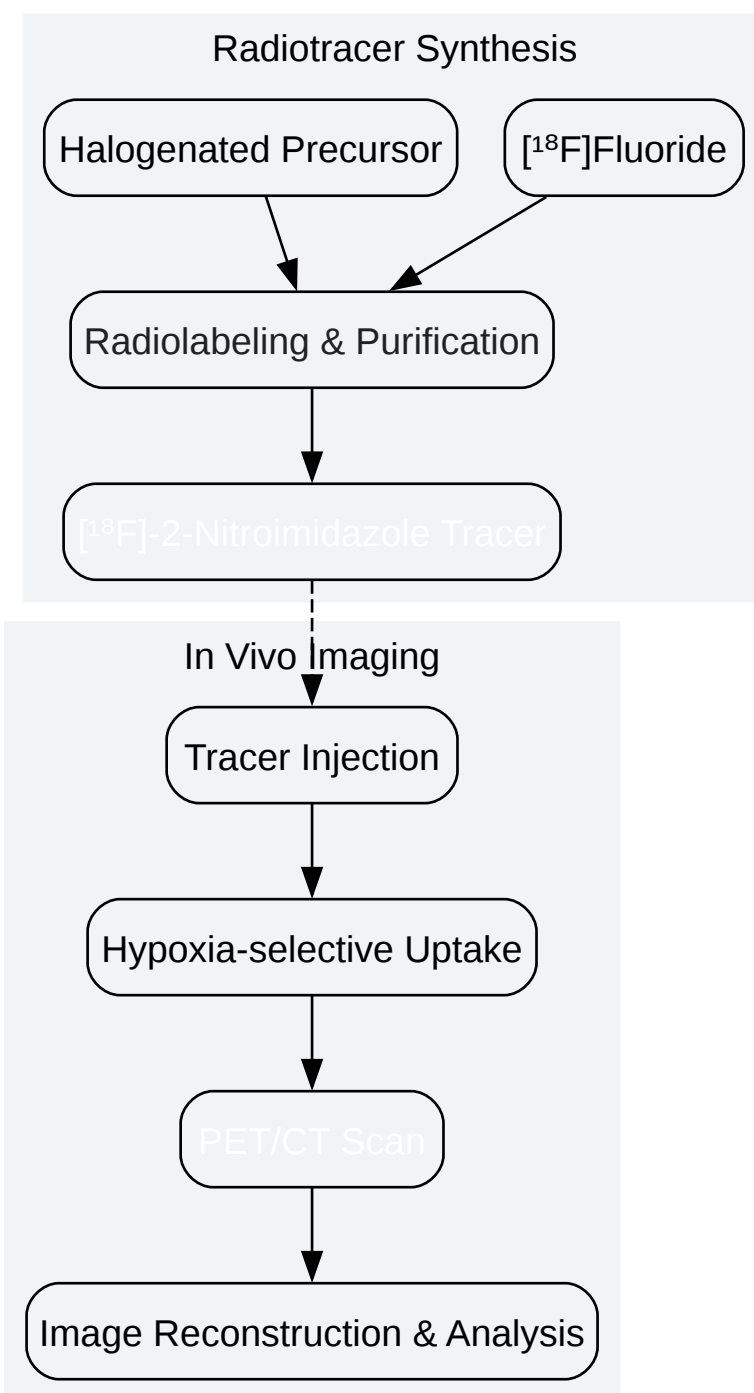 Radiotracer Synthesis
Halogenated Precursor
[¹⁸F]Fluoride
Radiolabeling & Purification
[¹⁸F]-2-Nitroimidazole Tracer
In Vivo Imaging
Tracer Injection
Hypoxia-selective Uptake
PET/CT Scan
Image Reconstruction & Analysis